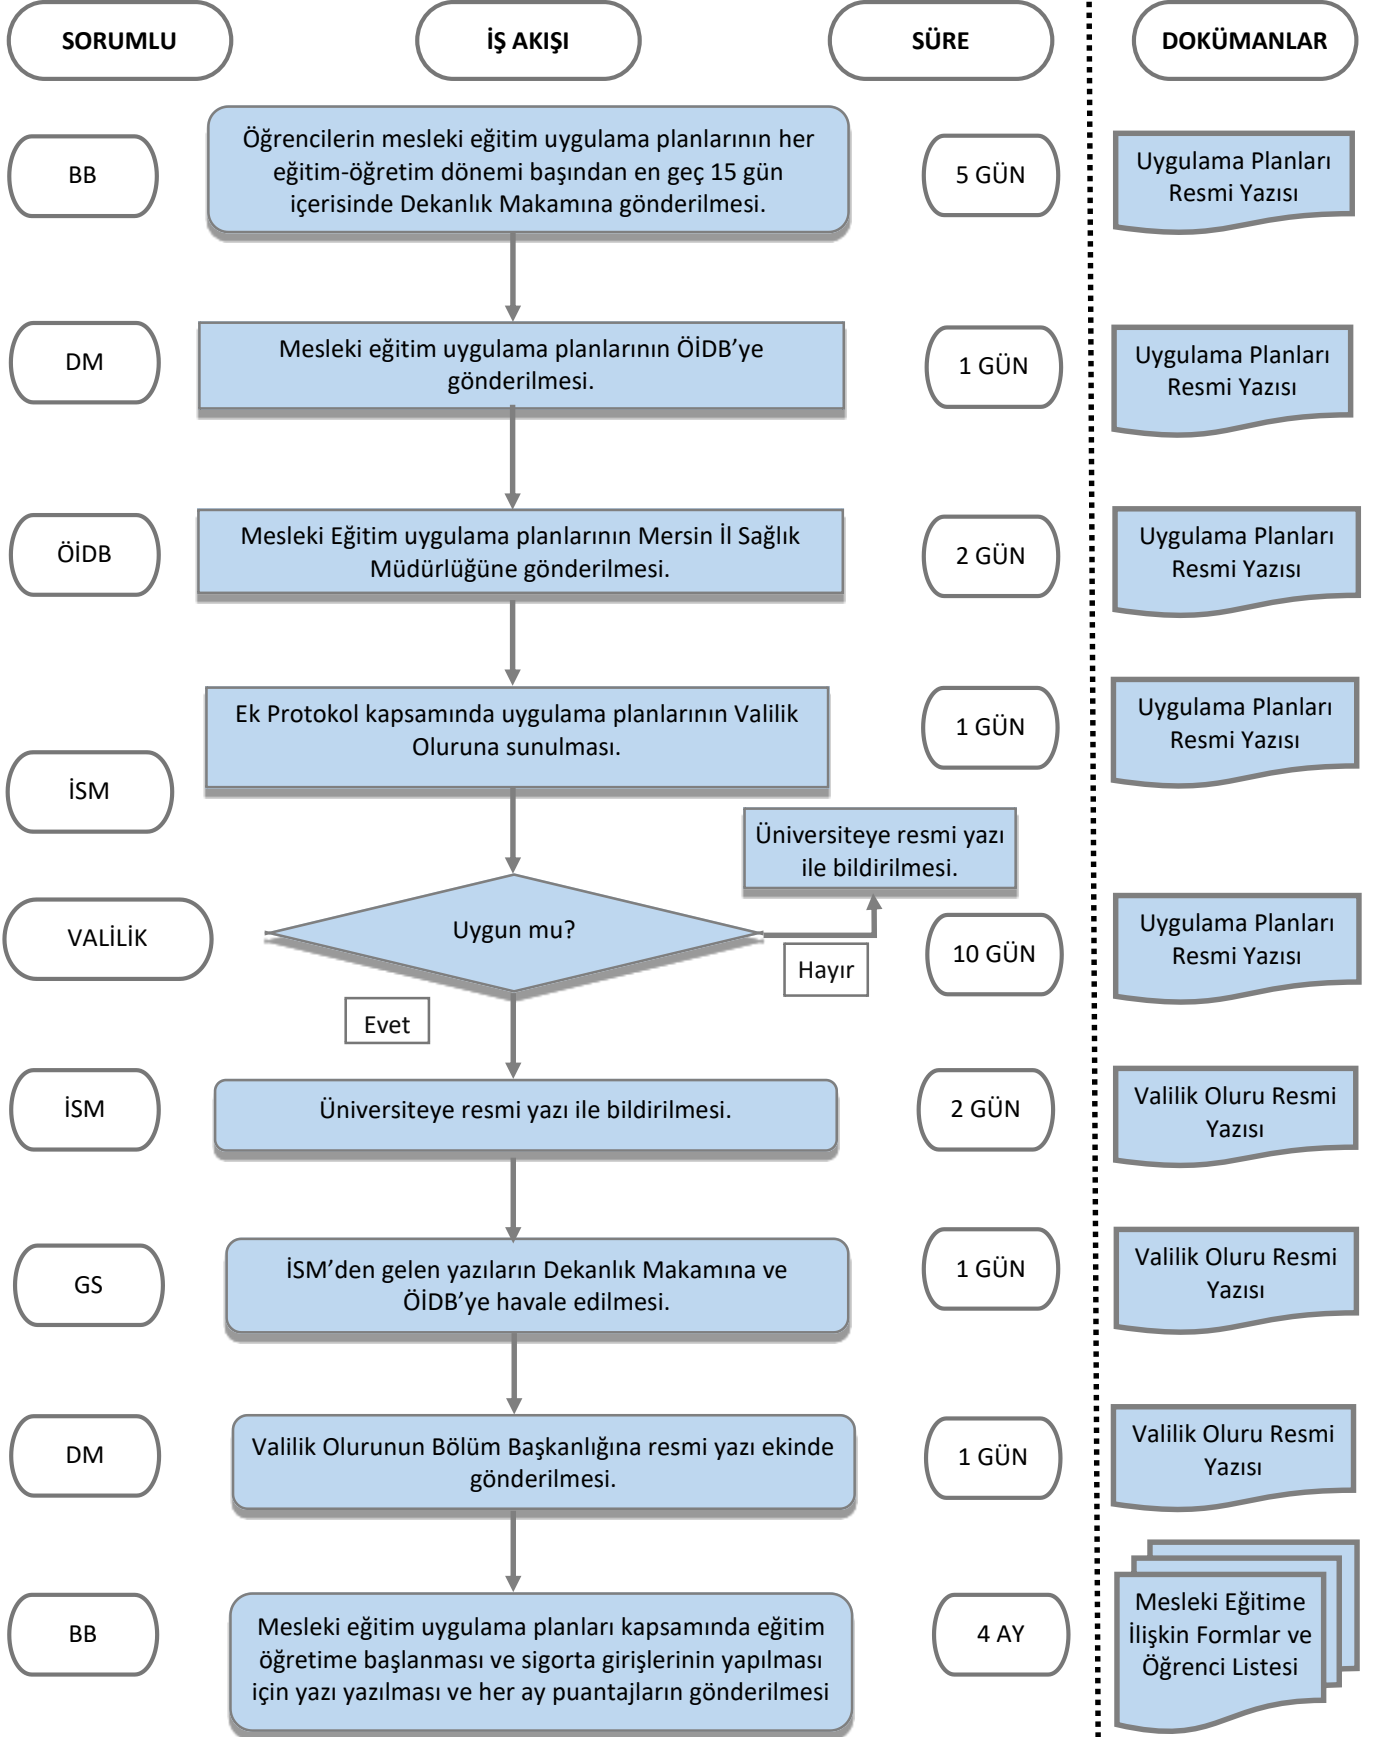 SORUMLU
İŞ AKIŞI
SÜRE
DOKÜMANLAR
BB
Öğrencilerin mesleki eğitim uygulama planlarının her
eğitim-öğretim dönemi başından en geç 15 gün
içerisinde Dekanlık Makamına gönderilmesi.
5 GÜN
Uygulama Planları
Resmi Yazısı
DM
Mesleki eğitim uygulama planlarının ÖİDB’ye
gönderilmesi.
1 GÜN
Uygulama Planları
Resmi Yazısı
ÖİDB
Mesleki Eğitim uygulama planlarının Mersin İl Sağlık
Müdürlüğüne gönderilmesi.
2 GÜN
Uygulama Planları
Resmi Yazısı
İSM
Ek Protokol kapsamında uygulama planlarının Valilik
Oluruna sunulması.
1 GÜN
Uygulama Planları
Resmi Yazısı
Üniversiteye resmi yazı
ile bildirilmesi.
VALİLİK
Uygun mu?
Hayır
10 GÜN
Uygulama Planları
Resmi Yazısı
Evet
İSM
Üniversiteye resmi yazı ile bildirilmesi.
2 GÜN
Valilik Oluru Resmi
Yazısı
GS
İSM’den gelen yazıların Dekanlık Makamına ve
ÖİDB’ye havale edilmesi.
1 GÜN
Valilik Oluru Resmi
Yazısı
DM
Valilik Olurunun Bölüm Başkanlığına resmi yazı ekinde
gönderilmesi.
1 GÜN
Valilik Oluru Resmi
Yazısı
BB
Mesleki eğitim uygulama planları kapsamında eğitim
öğretime başlanması ve sigorta girişlerinin yapılması
için yazı yazılması ve her ay puantajların gönderilmesi
4 AY
Mesleki Eğitime
İlişkin Formlar ve
Öğrenci Listesi